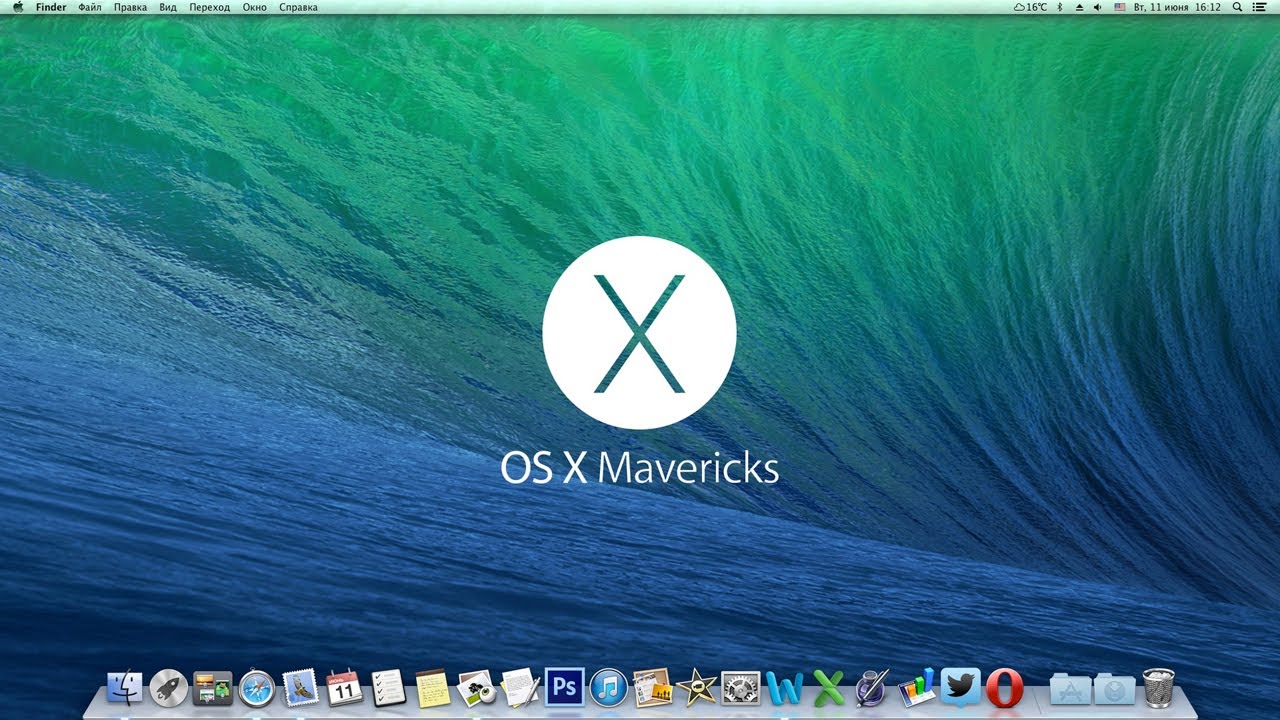 Finder Файл Правка Вид Переход Окно Справка 16°C Вт, 11 июня 16:12
X
OS X Mavericks
11 Ps W X